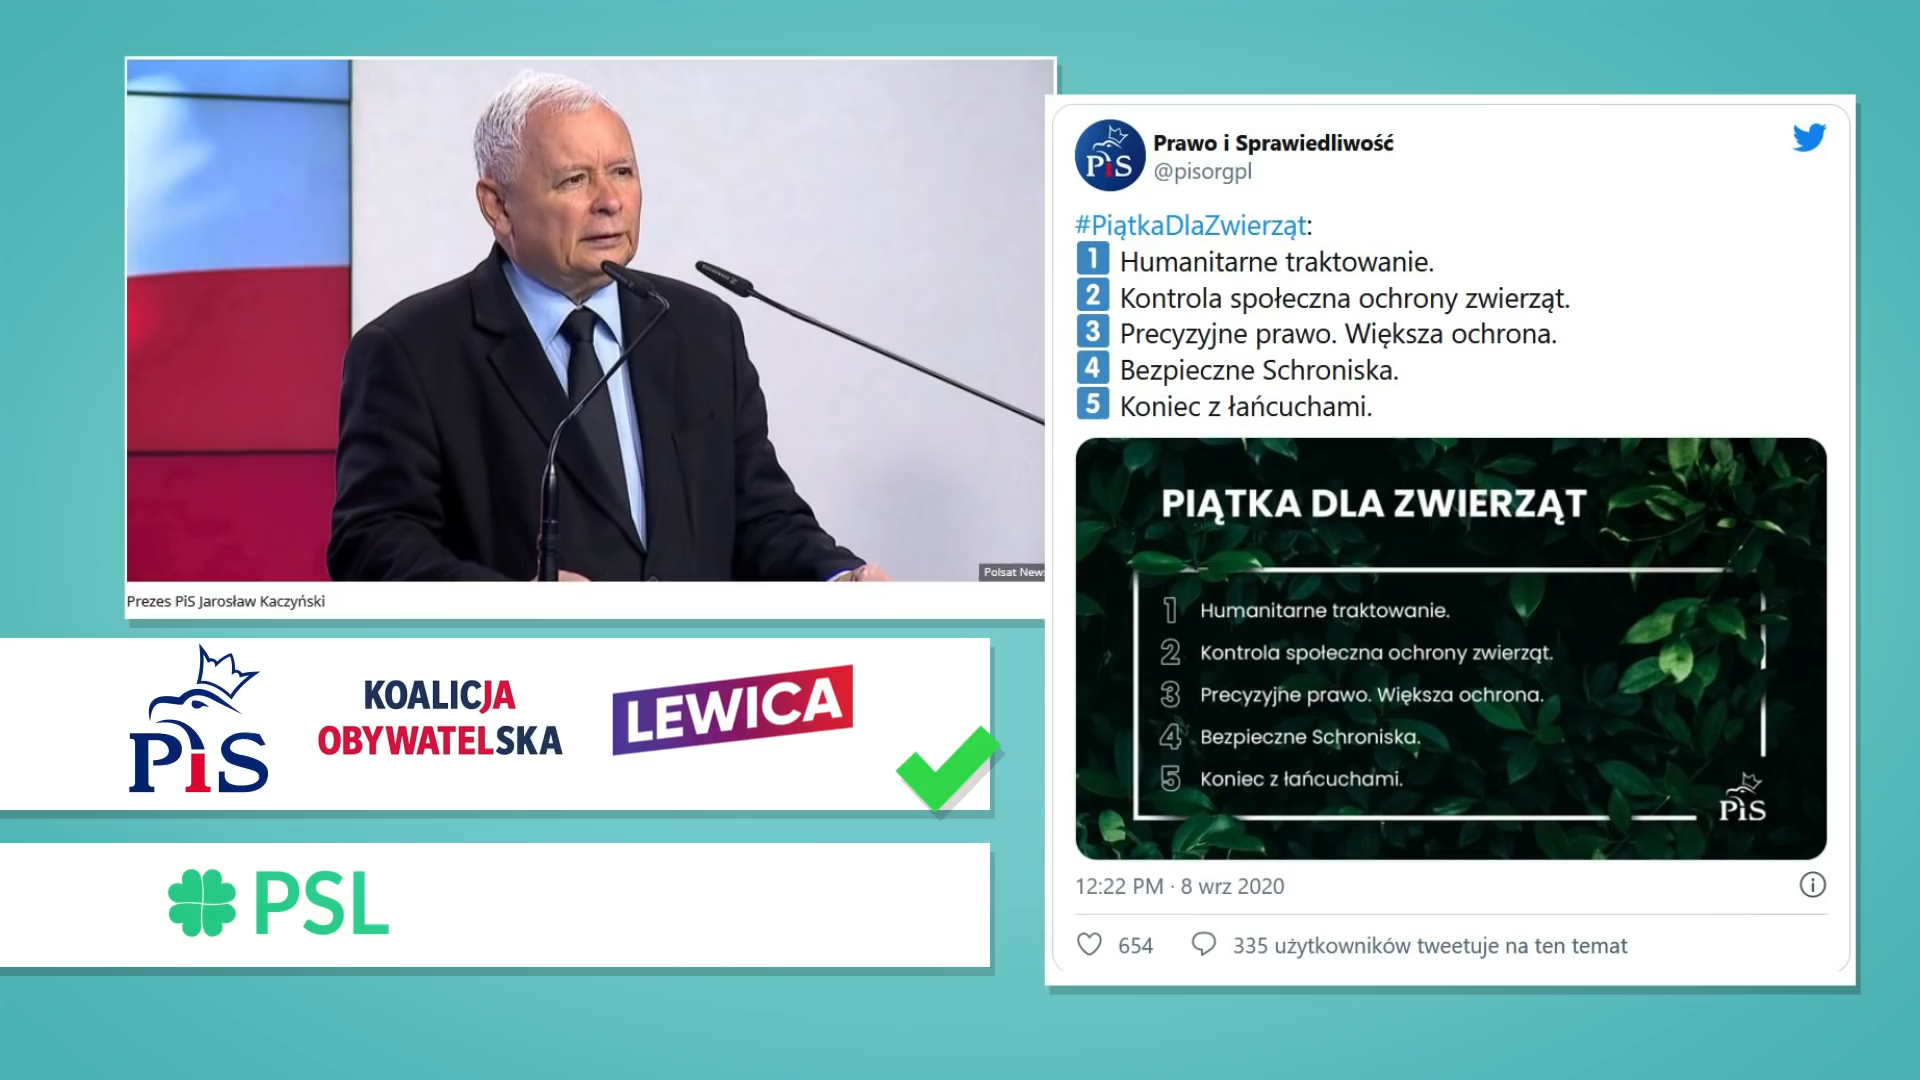 Polsat News
Prezes PiS Jarosław Kaczyński
PiS
KOALICJA
OBYWATELSKA
LEWICA
PSL
PiS
Prawo i Sprawiedliwość
@pisorgpl
#PiątkaDlaZwierząt:
1 Humanitarne traktowanie.
2 Kontrola społeczna ochrony zwierząt.
3 Precyzyjne prawo. Większa ochrona.
4 Bezpieczne Schroniska.
5 Koniec z łańcuchami.
PIĄTKA DLA ZWIERZĄT
1 Humanitarne traktowanie.
2 Kontrola społeczna ochrony zwierząt.
3 Precyzyjne prawo. Większa ochrona.
4 Bezpieczne Schroniska.
5 Koniec z łańcuchami.
PiS
12:22 PM · 8 wrz 2020
654 335 użytkowników tweetuje na ten temat